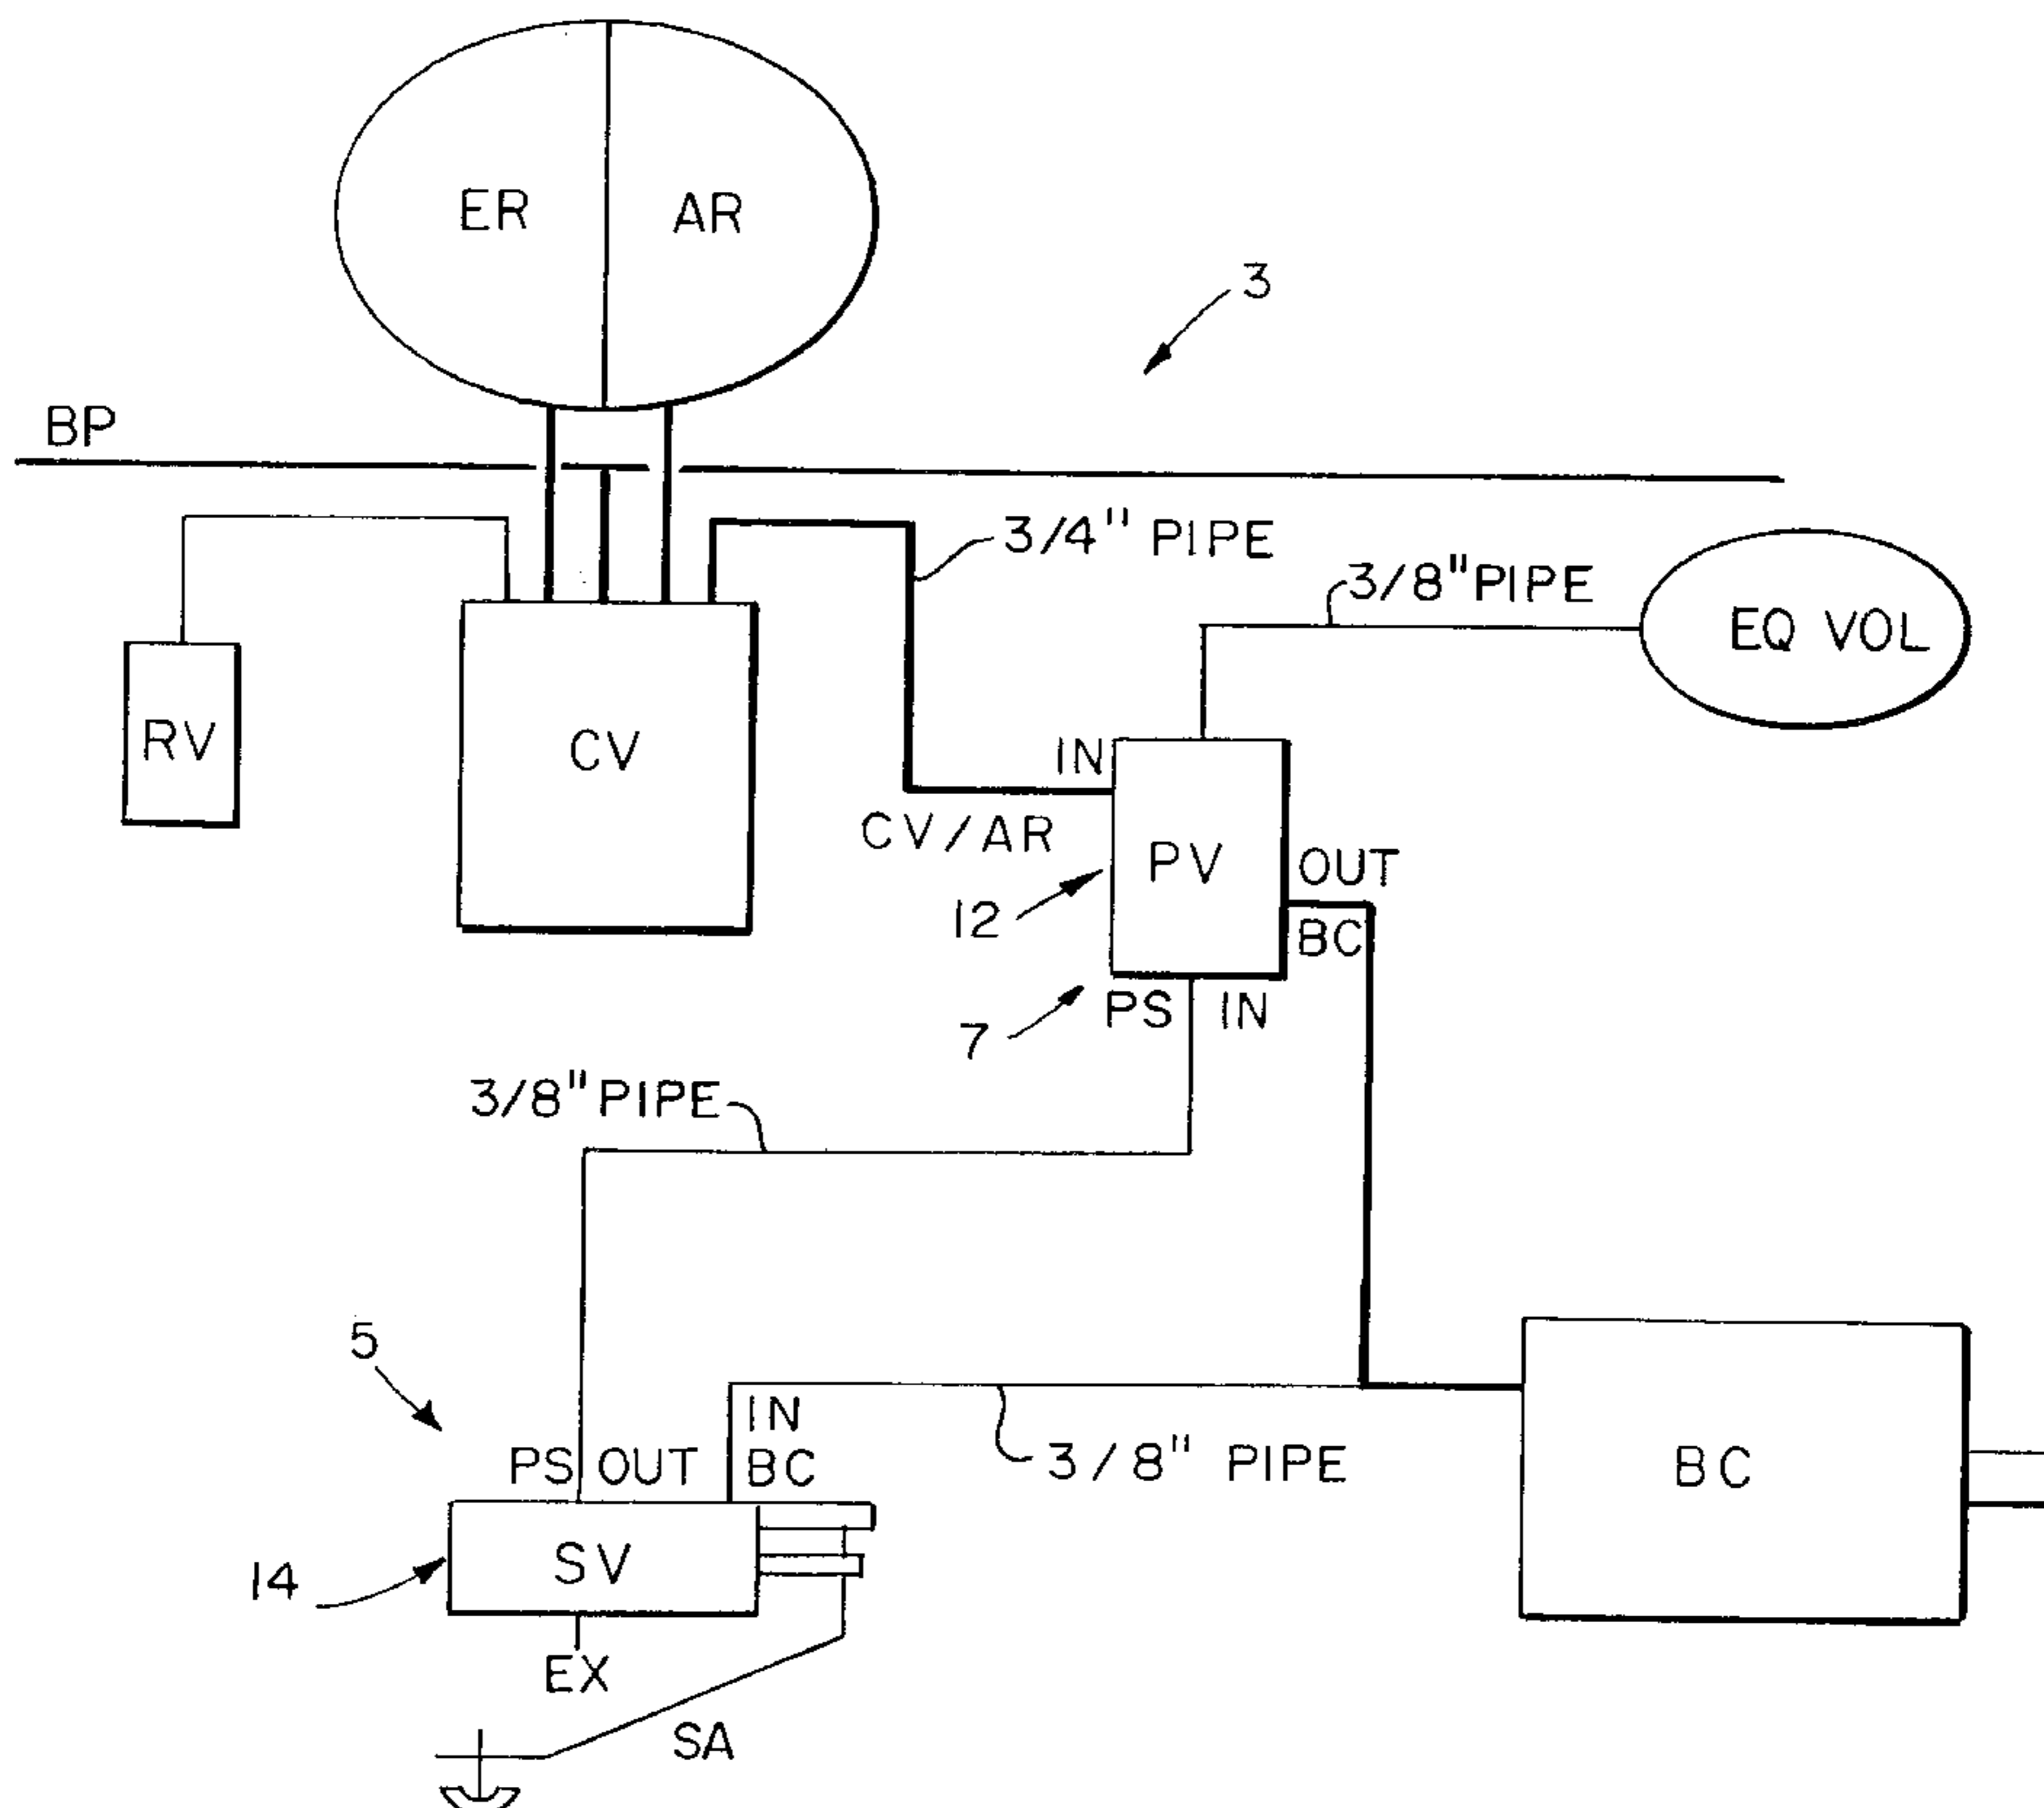 ER
AR
3
BP
3/4" PIPE
3/8" PIPE
EQ VOL
RV
CV
IN
CV/AR
PV
OUT
12
BC
PS IN
7
3/8" PIPE
5
IN
PS OUT BC
3/8" PIPE
BC
SV
14
EX
SA